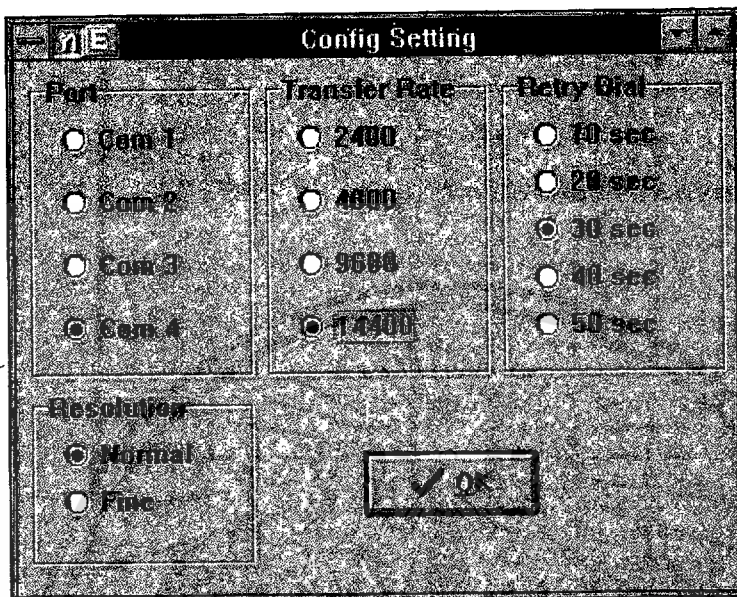 Config Setting
Port
Com 1
Com 2
Com 3
Com 4
Transfer Rate
2400
4800
9600
14400
Retry Dial
10 sec
20 sec
30 sec
40 sec
50 sec
Resolution
Normal
Fine
OK